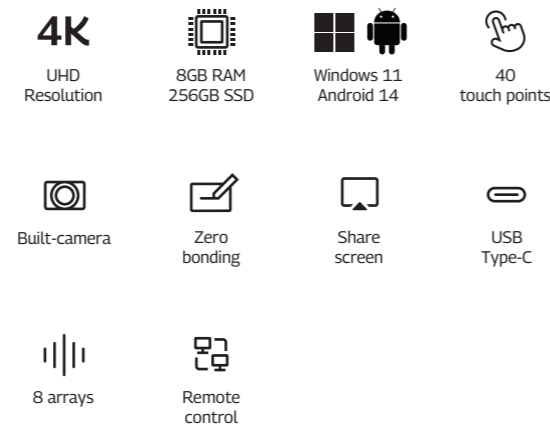 4K
UHD
Resolution
8GB RAM
256GB SSD
Windows 11
Android 14
40
touch points
Built-camera
Zero
bonding
Share
screen
USB
Type-C
8 arrays
Remote
control